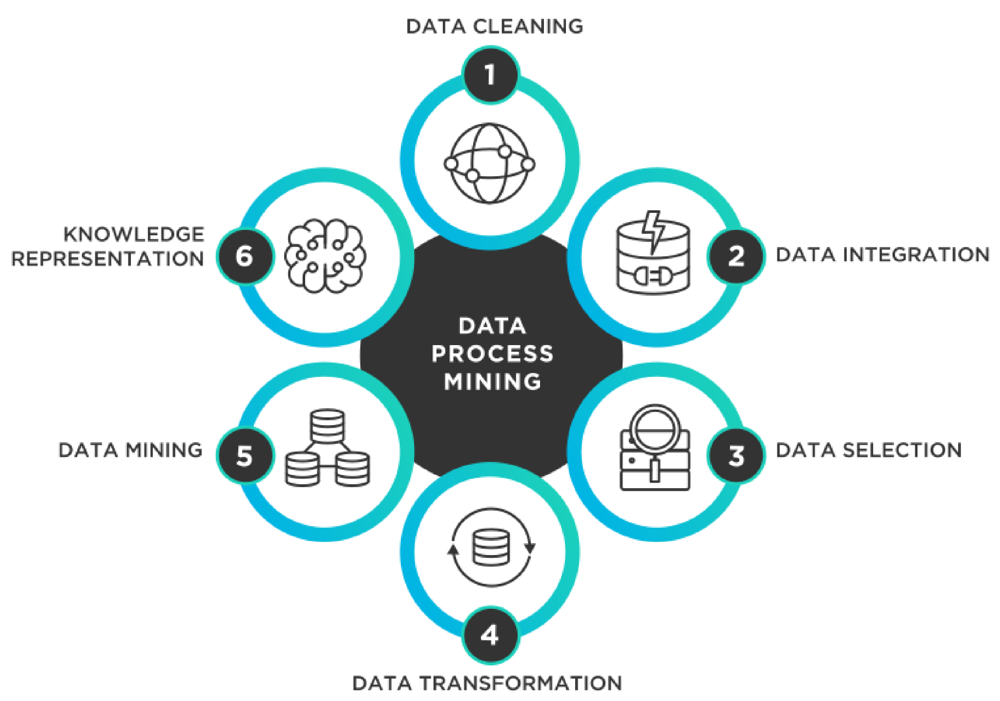 DATA CLEANING
1
2
DATA INTEGRATION
3
DATA SELECTION
4
DATA TRANSFORMATION
5
DATA MINING
6
KNOWLEDGE
REPRESENTATION
DATA
PROCESS
MINING